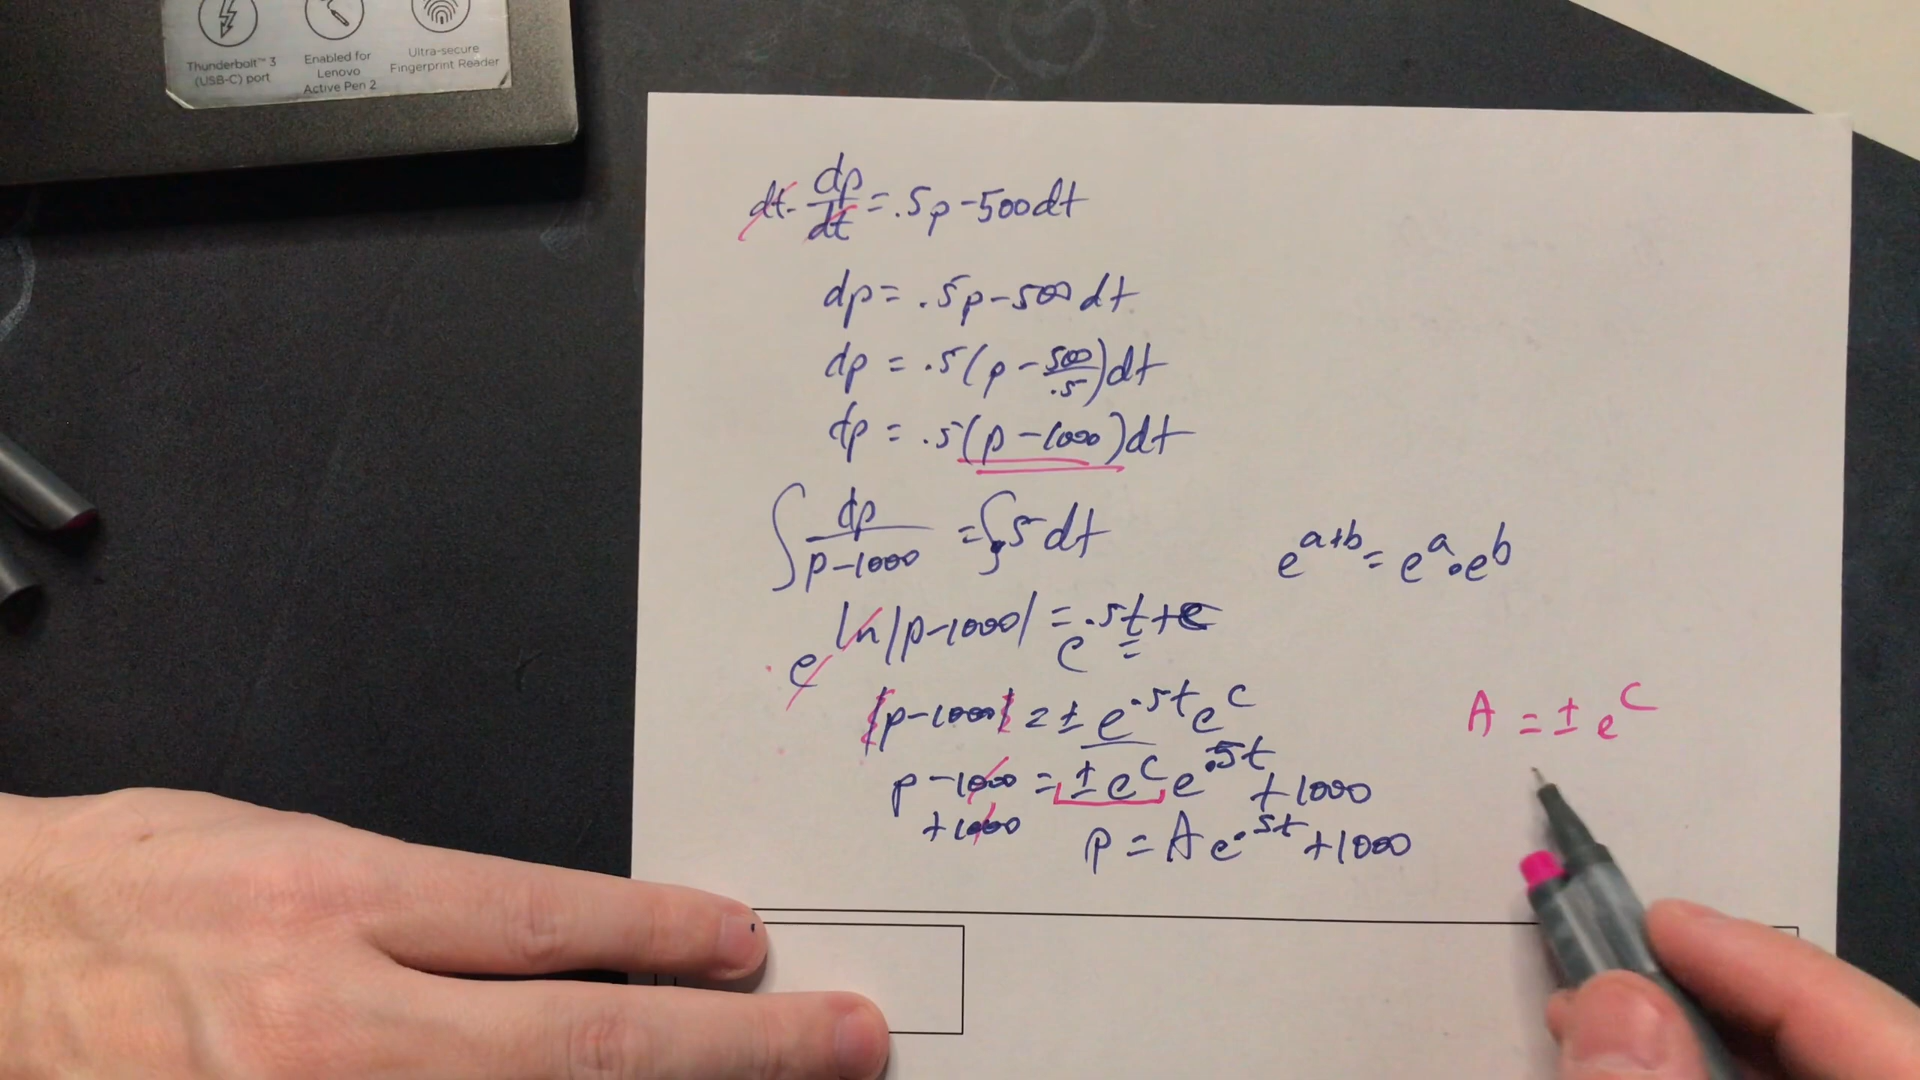 Thunderbolt™ 3
(USB-C) port
Enabled for
Lenovo
Active Pen 2
Ultra-secure
Fingerprint Reader
dt · dp/dt = .5p - 500dt
dp = .5p - 500 dt
dp = .5(p - 500/.5)dt
dp = .5(p - 1000)dt
∫ dp/(p - 1000) = ∫.5 dt
e^(a+b) = e^a · e^b
e^(ln|p - 1000|) = e^(.5t + c)
|p - 1000| = ± e^(.5t) e^c
A = ± e^c
p - 1000 = ± e^c e^(.5t) + 1000
+1000
p = A e^(.5t) + 1000